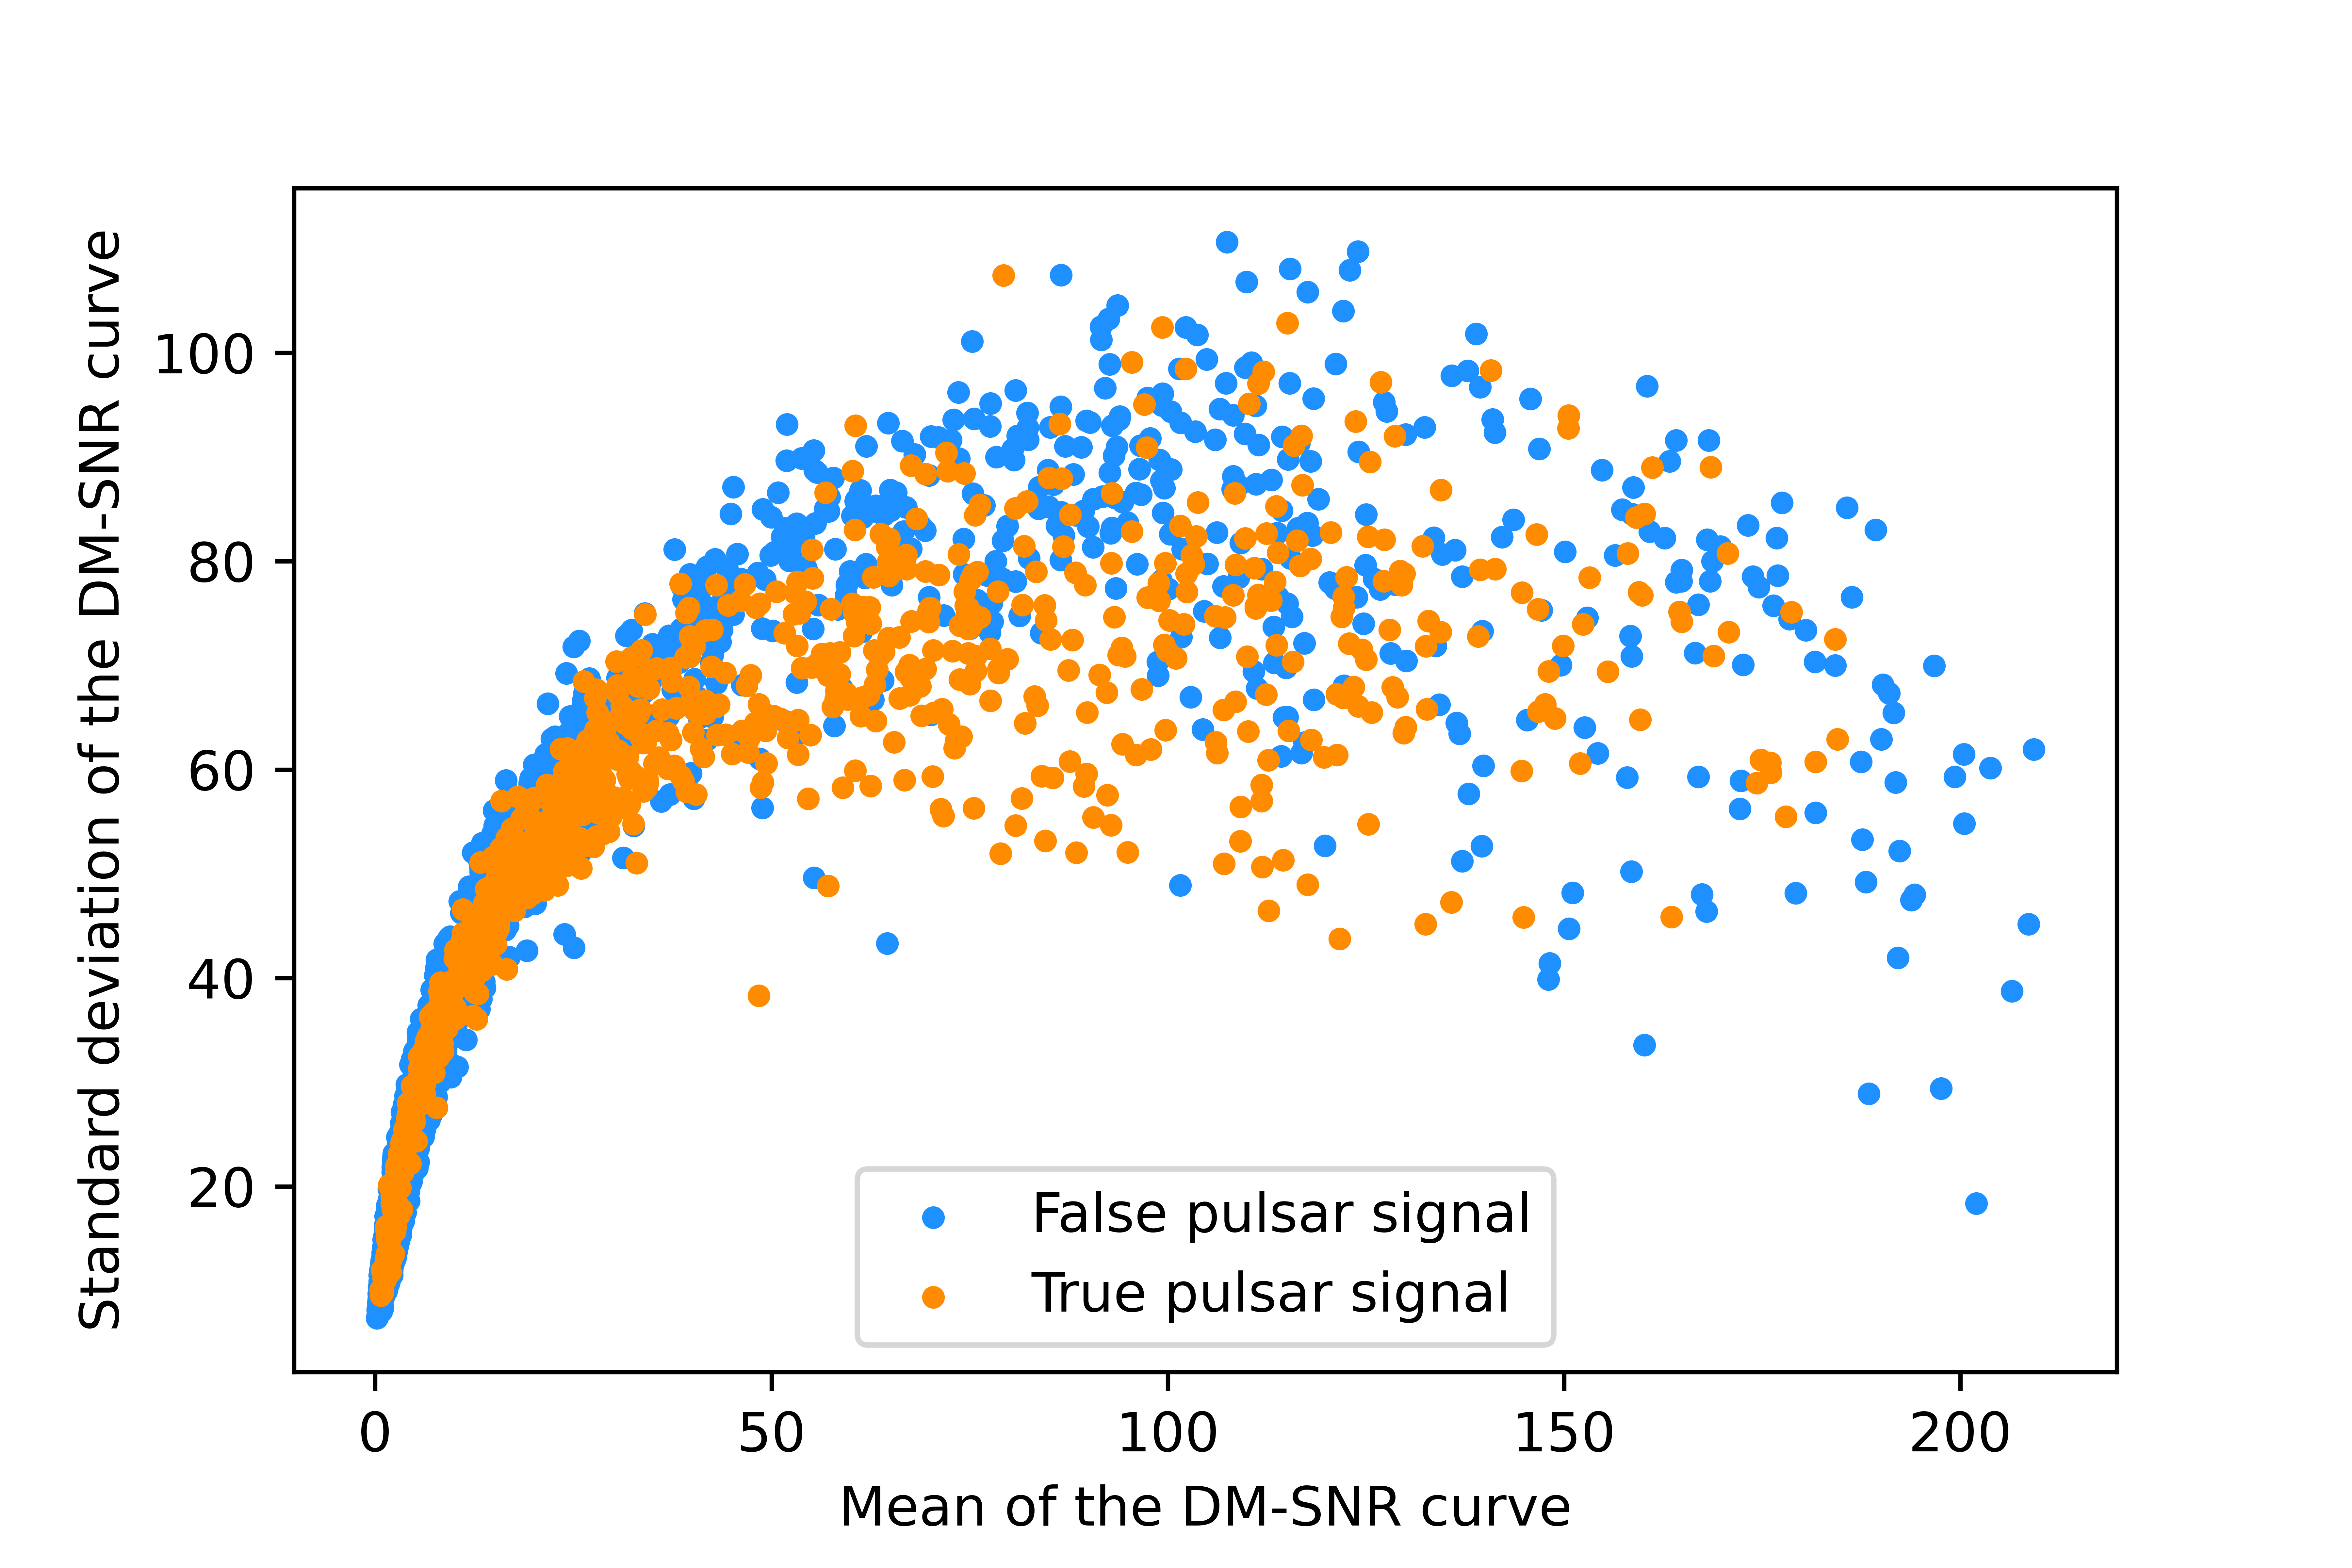 Standard deviation of the DM-SNR curve
100
80
60
40
20
False pulsar signal
True pulsar signal
0 50 100 150 200
Mean of the DM-SNR curve